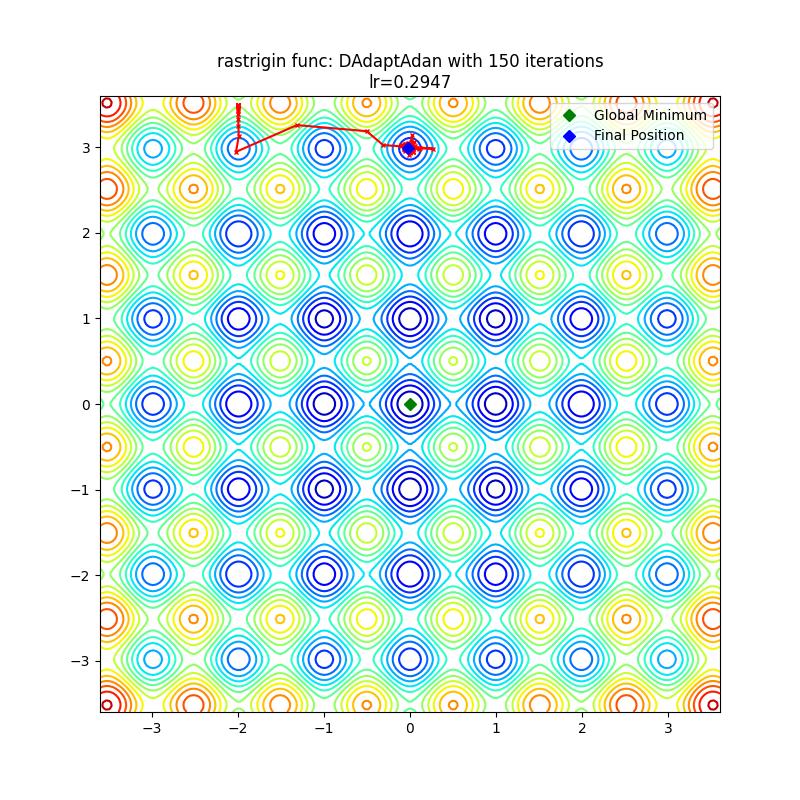 rastrigin func: DAdaptAdan with 150 iterations
lr=0.2947
Global Minimum
Final Position
3
2
1
0
−1
−2
−3
−3 −2 −1 0 1 2 3